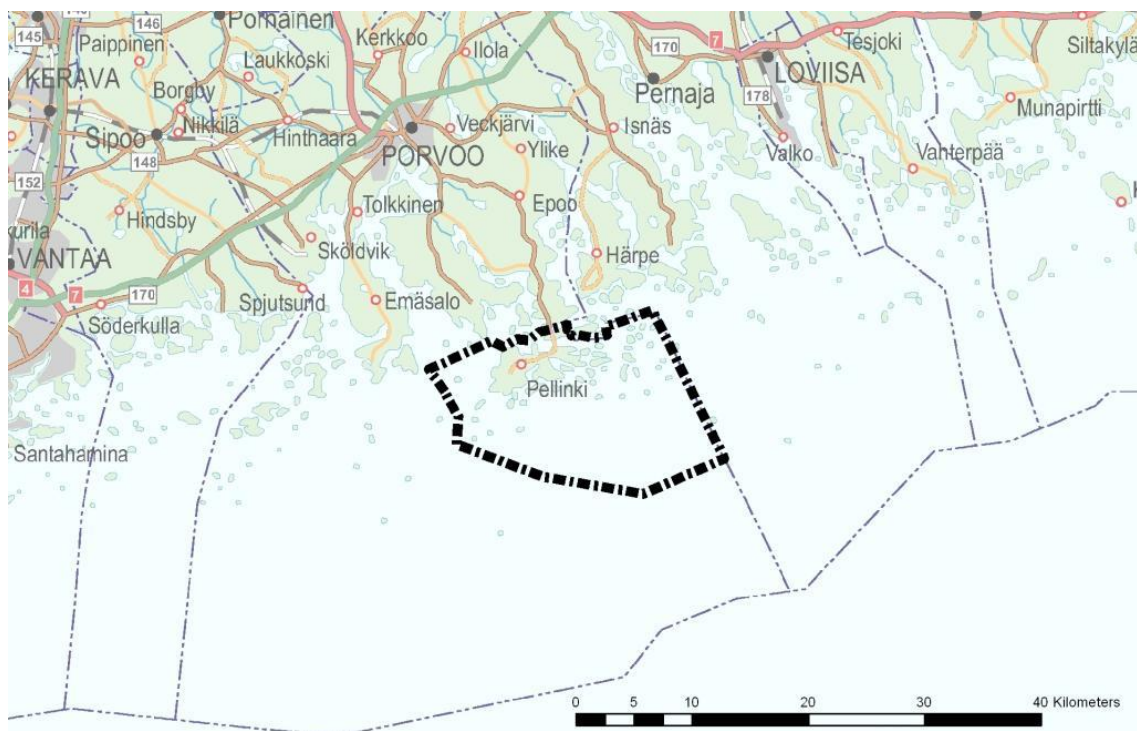 146
Pornainen
145
Paippinen
Kerkkoo
Ilola
170
7
Tesjoki
Siltakylä
Laukkoski
LOVIISA
KERAVA
Borgby
Pernaja
178
Munapirtti
Nikkilä
Sipoo
Hinthaara
Veckjärvi
Isnäs
PORVOO
Ylike
Valko
148
Vahterpää
152
Hindsby
Tolkkinen
Epoo
Sköldvik
VANTAA
Härpe
4
7
170
Spjutsund
Emäsalo
Söderkulla
Pellinki
Santahamina
0 5 10 20 30 40 Kilometers